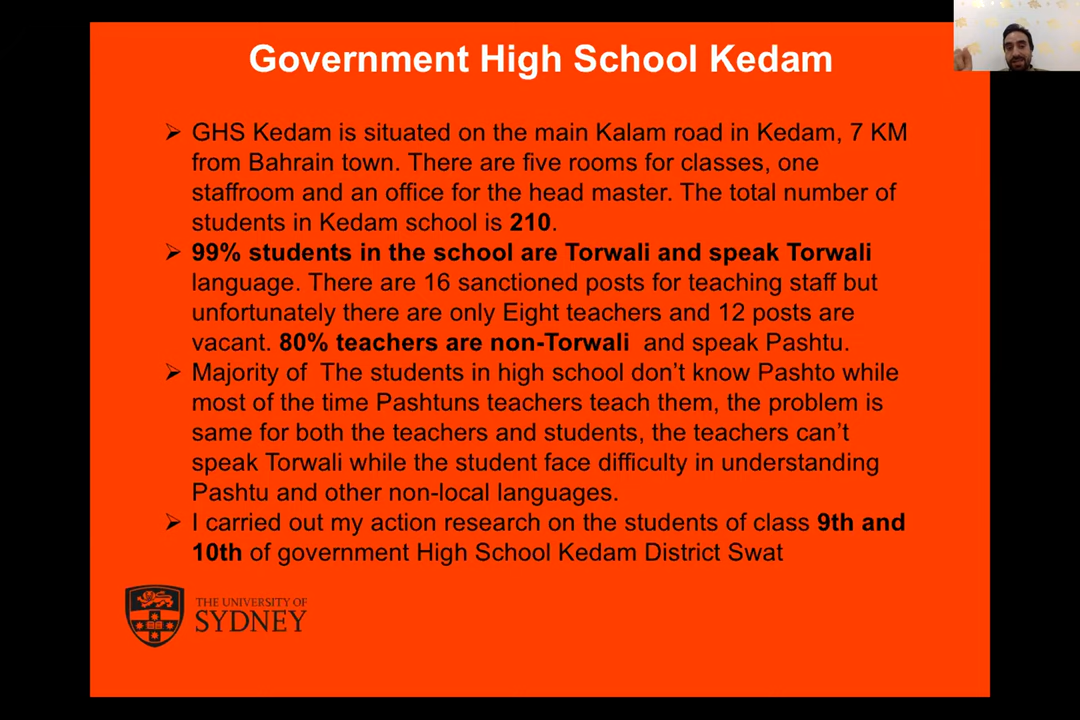 Government High School Kedam
➢ GHS Kedam is situated on the main Kalam road in Kedam, 7 KM
from Bahrain town. There are five rooms for classes, one
staffroom and an office for the head master. The total number of
students in Kedam school is 210.
➢ 99% students in the school are Torwali and speak Torwali
language. There are 16 sanctioned posts for teaching staff but
unfortunately there are only Eight teachers and 12 posts are
vacant. 80% teachers are non-Torwali and speak Pashtu.
➢ Majority of The students in high school don't know Pashto while
most of the time Pashtuns teachers teach them, the problem is
same for both the teachers and students, the teachers can't
speak Torwali while the student face difficulty in understanding
Pashtu and other non-local languages.
➢ I carried out my action research on the students of class 9th and
10th of government High School Kedam District Swat
THE UNIVERSITY OF
SYDNEY